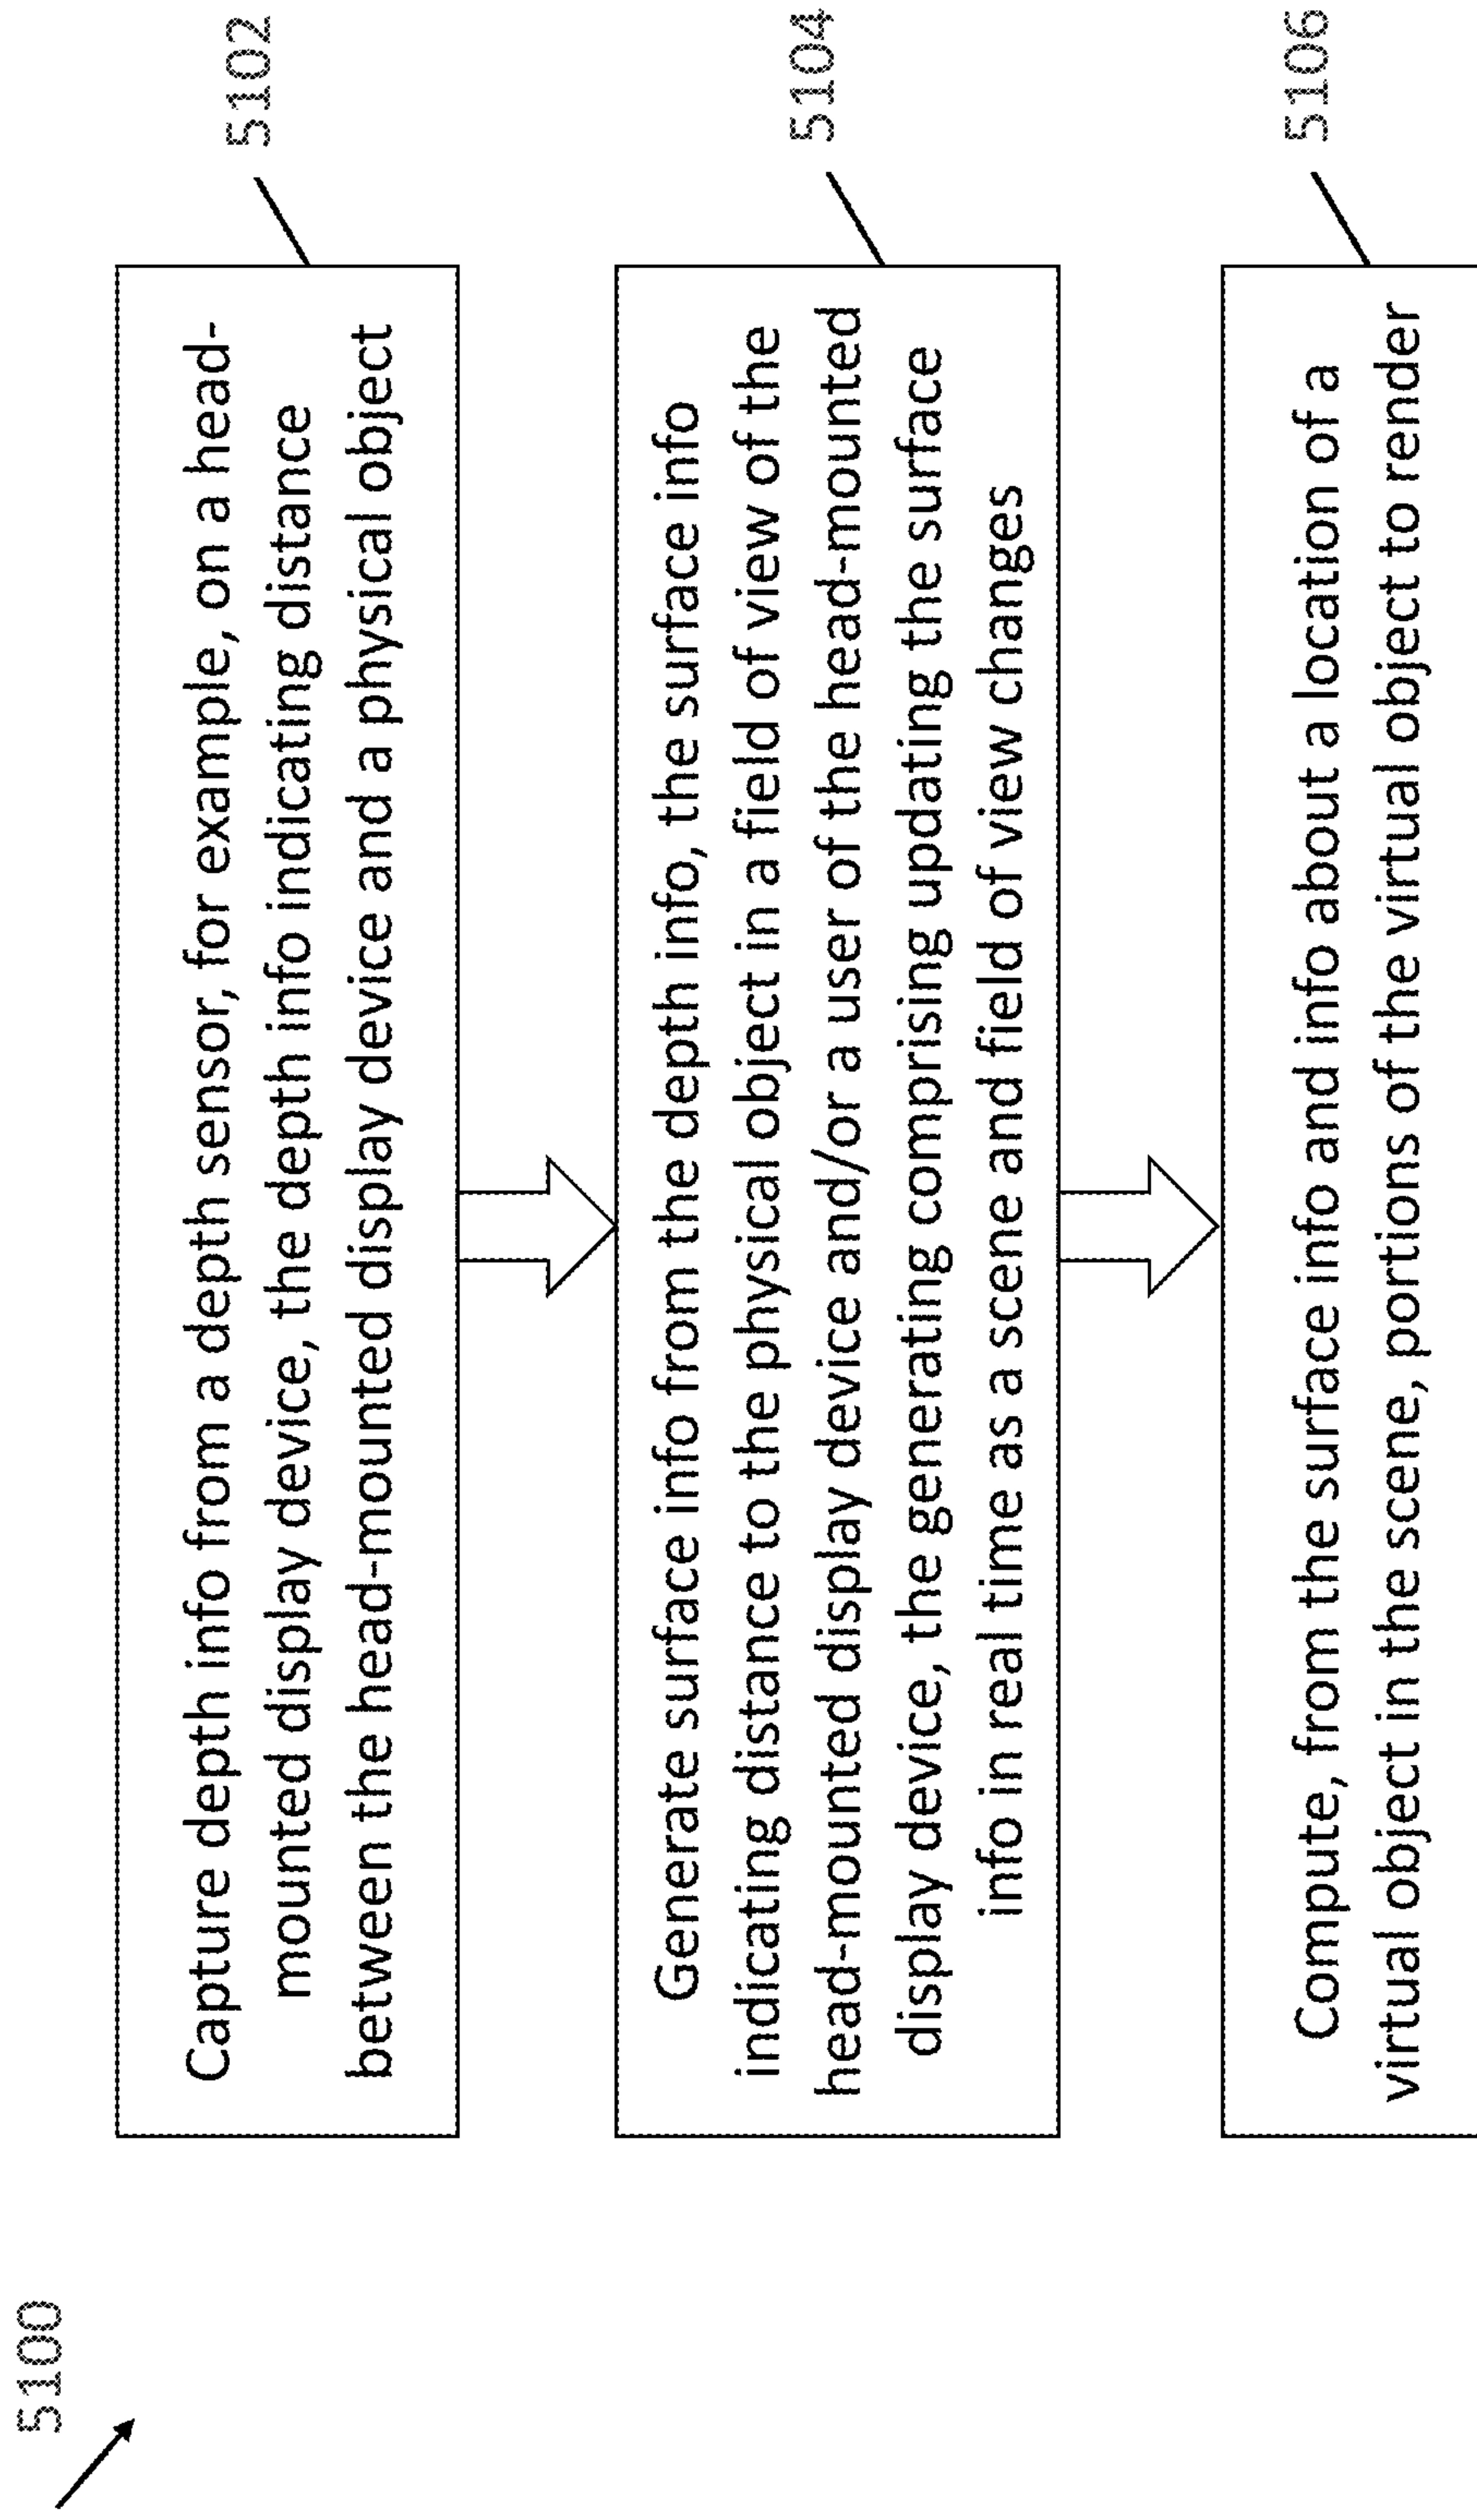 5100
Capture depth info from a depth sensor, for example, on a head-
mounted display device, the depth info indicating distance
between the head-mounted display device and a physical object
5102
Generate surface info from the depth info, the surface info
indicating distance to the physical object in a field of view of the
head-mounted display device and/or a user of the head-mounted
display device, the generating comprising updating the surface
info in real time as a scene and field of view changes
5104
Compute, from the surface info and info about a location of a
virtual object in the scene, portions of the virtual object to render
5106